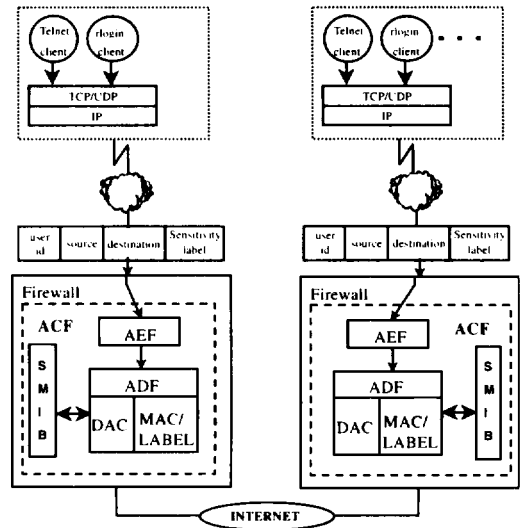 Telnet client
rlogin client
TCP/UDP
IP
user id
source
destination
Sensitivity label
Firewall
ACF
AEF
SMIB
ADF
DAC
MAC/
LABEL
Telnet client
rlogin client
. . .
TCP/UDP
IP
user id
source
destination
Sensitivity label
Firewall
AEF
ACF
ADF
DAC
MAC/
LABEL
SMIB
INTERNET